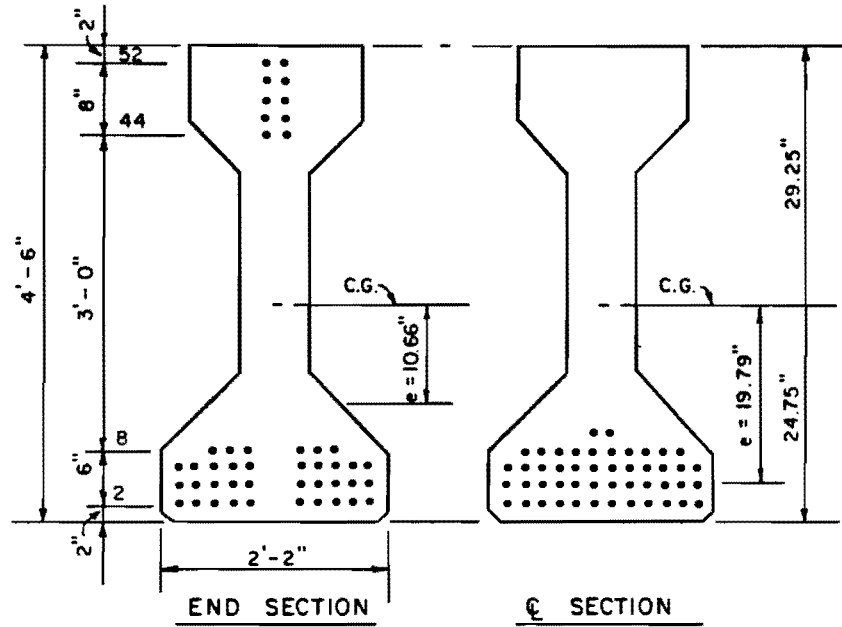 2"
52
8"
44
4'-6"
3'-0"
C.G.
e = 10.66"
8
6"
2
2"
2'-2"
END SECTION
C.G.
29.25"
e = 19.79"
24.75"
℄ SECTION